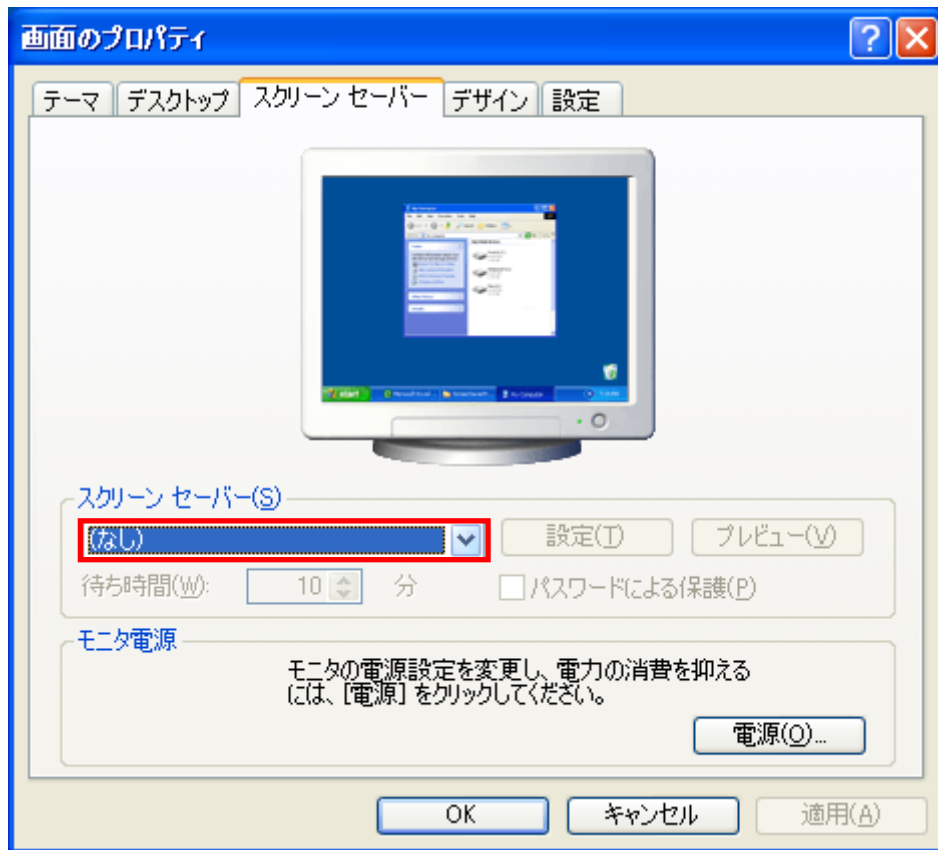 画面のプロパティ
テーマ デスクトップ スクリーン セーバー デザイン 設定
start
スクリーン セーバー(S)
(なし) 設定(T) プレビュー(V)
待ち時間(W): 10 分 パスワードによる保護(P)
モニタ電源
モニタの電源設定を変更し、電力の消費を抑える
には、[電源] をクリックしてください。
電源(O)...
OK キャンセル 適用(A)